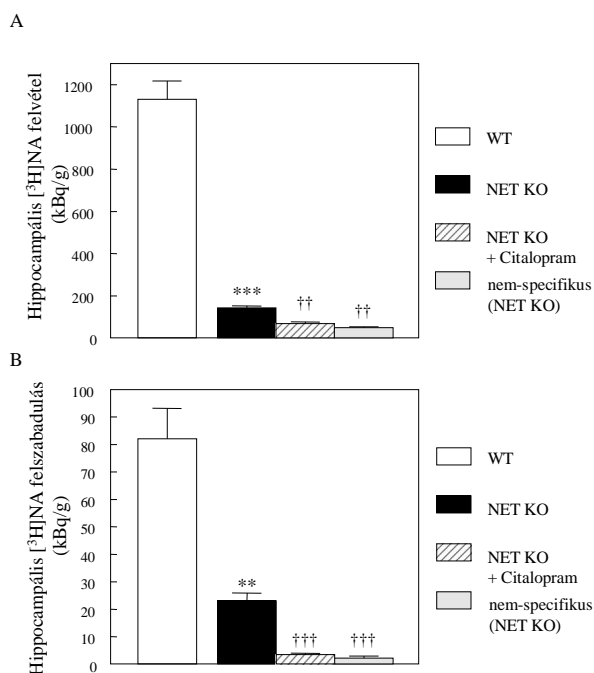 A
Hippocampális [³H]NA felvétel
(kBq/g)
1200
1000
800
600
400
200
0
***
††
††
WT
NET KO
NET KO
+ Citalopram
nem-specifikus
(NET KO)
B
Hippocampális [³H]NA felszabadulás
(kBq/g)
100
90
80
70
60
50
40
30
20
10
0
**
†††
†††
WT
NET KO
NET KO
+ Citalopram
nem-specifikus
(NET KO)